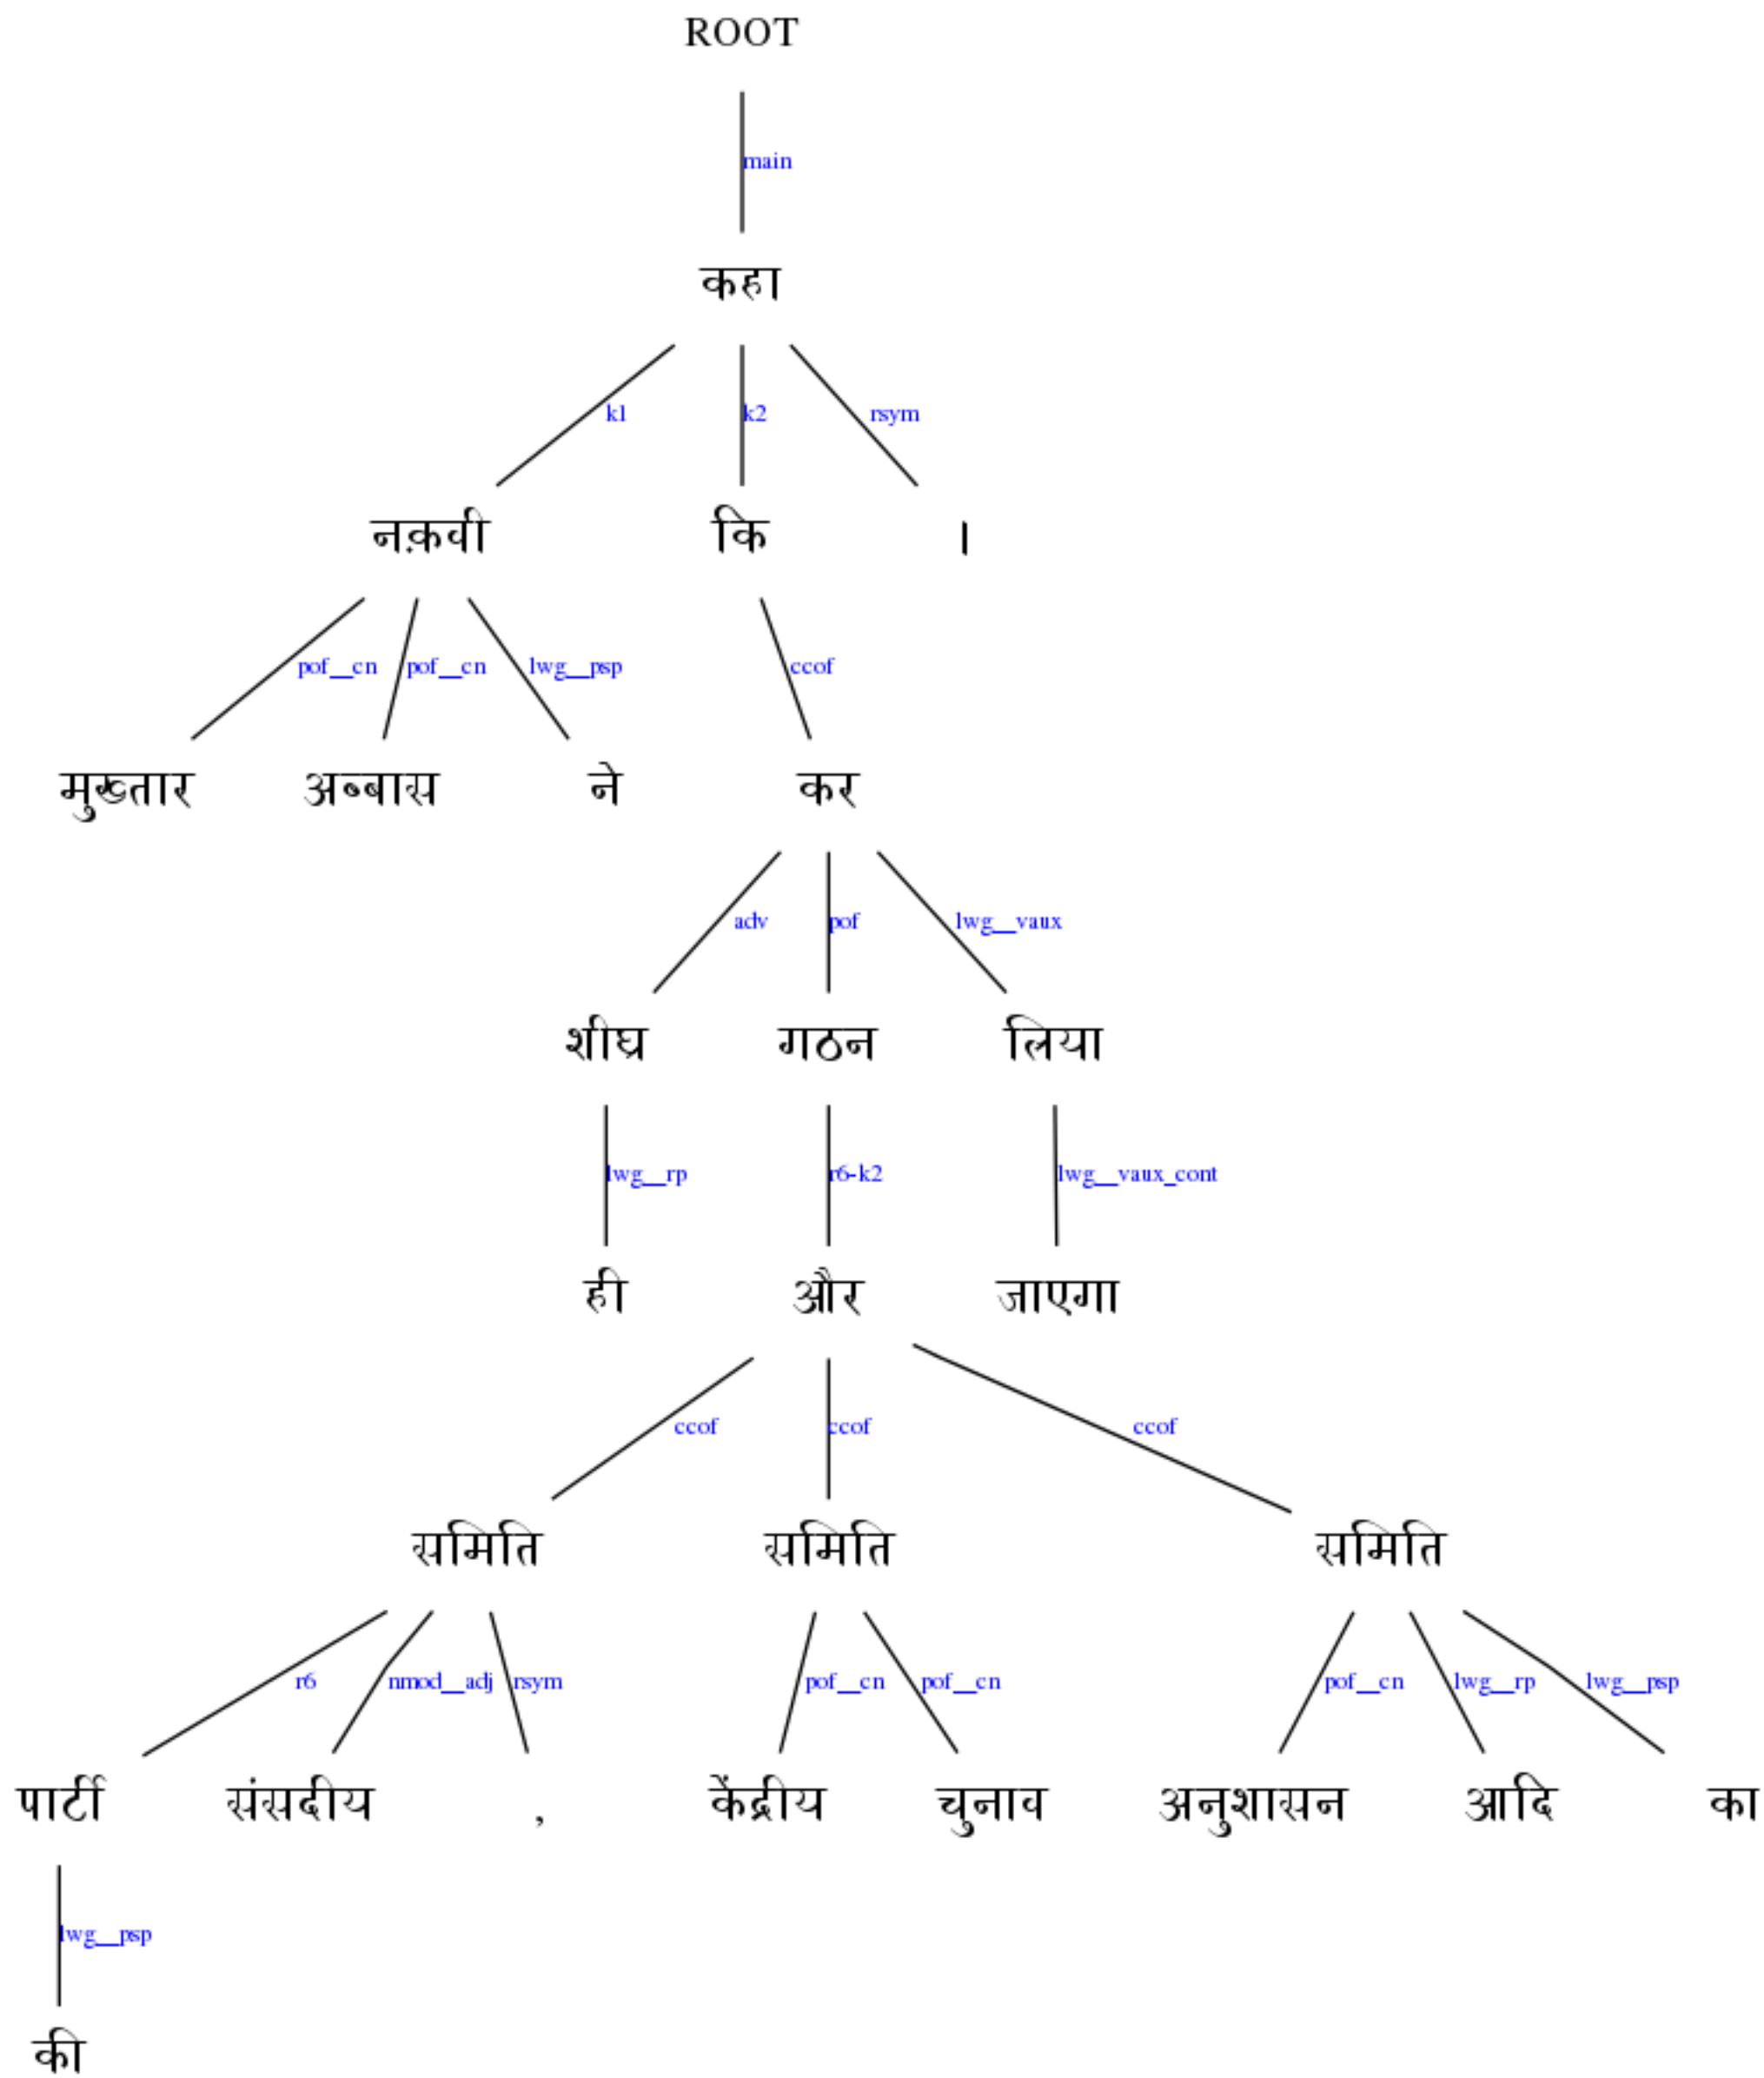 ROOT
main
कहा
k1 k2 rsym
नक़वी कि ।
pof__cn pof__cn lwg__psp ccof
मुख्तार अब्बास ने कर
adv pof lwg__vaux
शीघ्र गठन लिया
lwg__rp r6-k2 lwg__vaux_cont
ही और जाएगा
ccof ccof ccof
समिति समिति समिति
r6 nmod__adj rsym pof__cn pof__cn pof__cn lwg__rp lwg__psp
पार्टी संसदीय , केंद्रीय चुनाव अनुशासन आदि का
lwg__psp
की